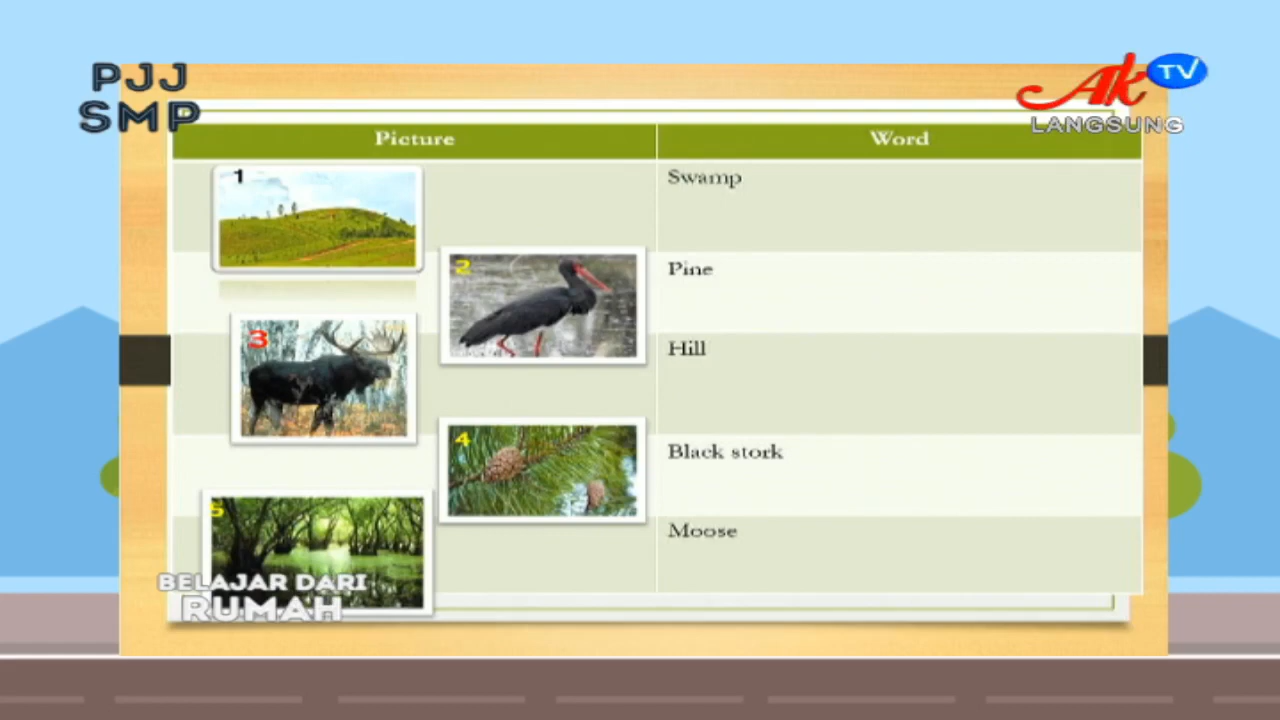 PJJ
SMP
Ak TV
LANGSUNG
Picture
Word
1
Swamp
2
Pine
3
Hill
4
Black stork
5
Moose
BELAJAR DARI
RUMAH